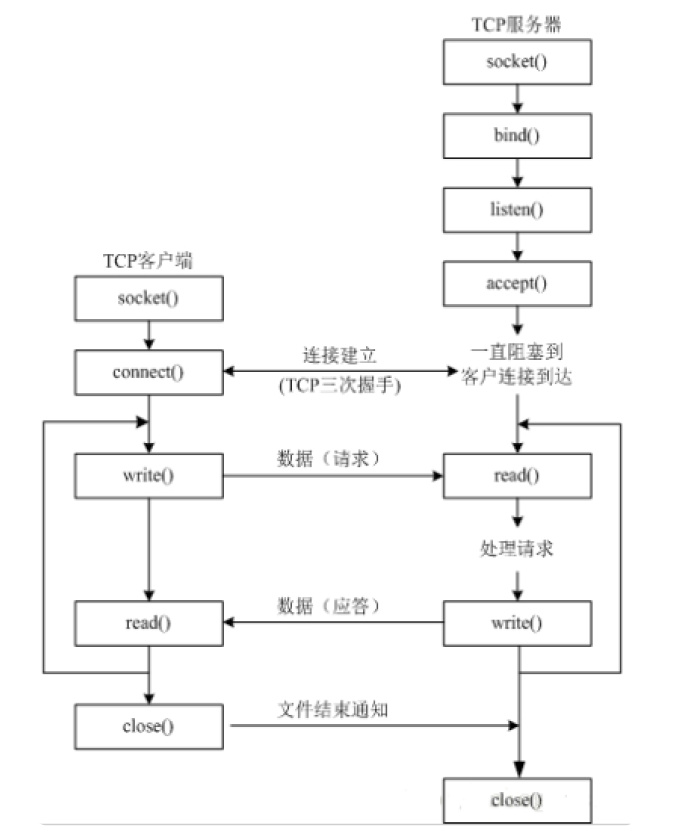 TCP服务器
socket()
bind()
listen()
accept()
TCP客户端
socket()
connect()
连接建立
(TCP三次握手)
一直阻塞到
客户连接到达
write()
数据（请求）
read()
处理请求
read()
数据（应答）
write()
close()
文件结束通知
close()